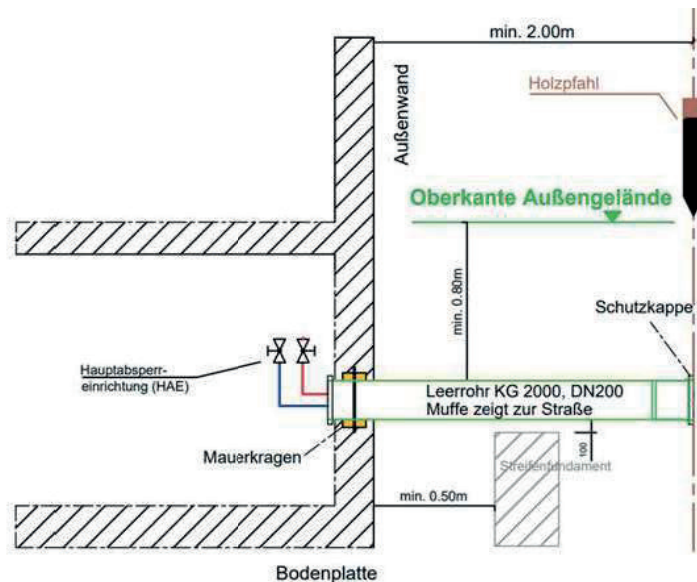 min. 2.00m
Außenwand
Holzpfahl
Oberkante Außengelände
min. 0.80m
Schutzkappe
Hauptabsperr-
einrichtung (HAE)
Leerrohr KG 2000, DN200
Muffe zeigt zur Straße
Mauerkragen
100
Streifenfundament
min. 0.50m
Bodenplatte